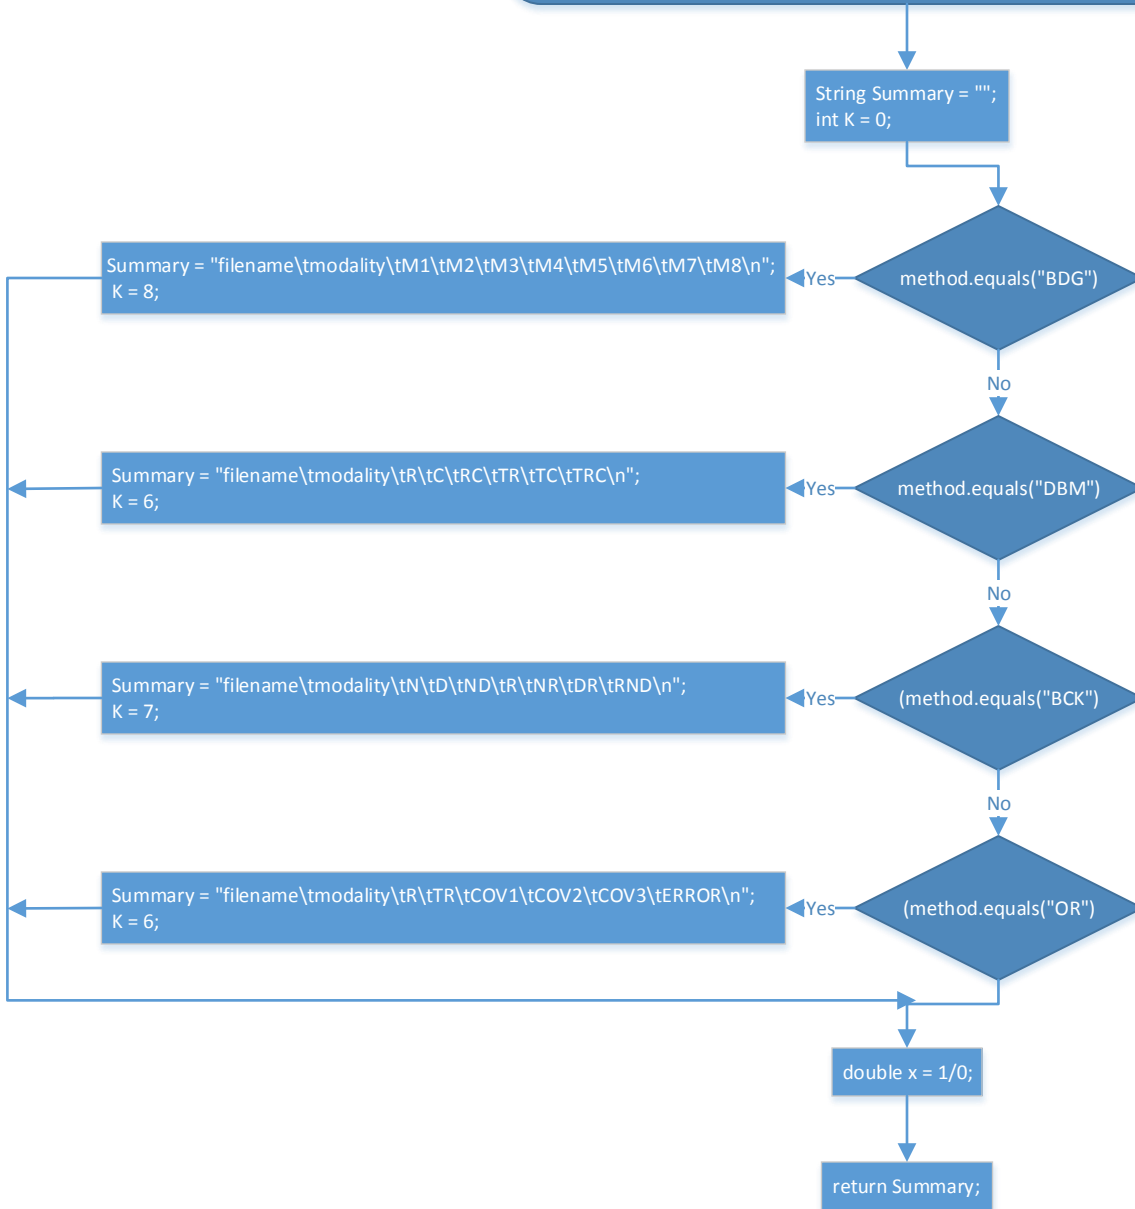 String Summary = "";
int K = 0;
method.equals("BDG")
Yes
Summary = "filename\tmodality\tM1\tM2\tM3\tM4\tM5\tM6\tM7\tM8\n";
K = 8;
No
method.equals("DBM")
Yes
Summary = "filename\tmodality\tR\tC\tRC\tTR\tTC\tTRC\n";
K = 6;
No
(method.equals("BCK")
Yes
Summary = "filename\tmodality\tN\tD\tND\tR\tNR\tDR\tRND\n";
K = 7;
No
(method.equals("OR")
Yes
Summary = "filename\tmodality\tR\tTR\tCOV1\tCOV2\tCOV3\tERROR\n";
K = 6;
double x = 1/0;
return Summary;